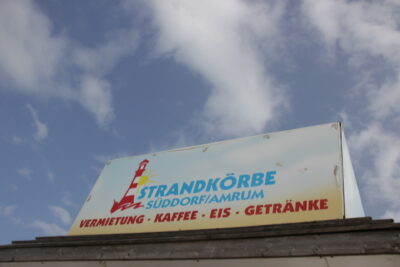 STRANDKÖRBE
SÜDDORF/AMRUM
VERMIETUNG · KAFFEE · EIS · GETRÄNKE